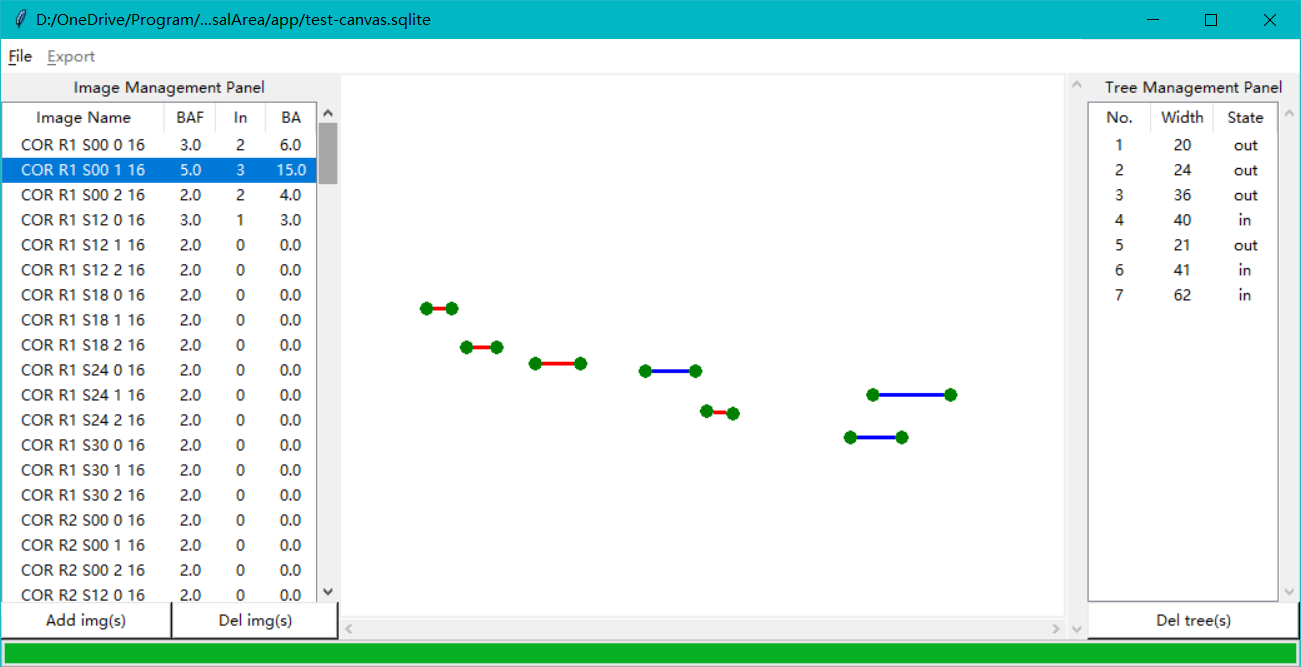 D:/OneDrive/Program/...salArea/app/test-canvas.sqlite
File Export
Image Management Panel
Image Name BAF In BA
COR R1 S00 0 16 3.0 2 6.0
COR R1 S00 1 16 5.0 3 15.0
COR R1 S00 2 16 2.0 2 4.0
COR R1 S12 0 16 3.0 1 3.0
COR R1 S12 1 16 2.0 0 0.0
COR R1 S12 2 16 2.0 0 0.0
COR R1 S18 0 16 2.0 0 0.0
COR R1 S18 1 16 2.0 0 0.0
COR R1 S18 2 16 2.0 0 0.0
COR R1 S24 0 16 2.0 0 0.0
COR R1 S24 1 16 2.0 0 0.0
COR R1 S24 2 16 2.0 0 0.0
COR R1 S30 0 16 2.0 0 0.0
COR R1 S30 1 16 2.0 0 0.0
COR R1 S30 2 16 2.0 0 0.0
COR R2 S00 0 16 2.0 0 0.0
COR R2 S00 1 16 2.0 0 0.0
COR R2 S00 2 16 2.0 0 0.0
COR R2 S12 0 16 2.0 0 0.0
Add img(s) Del img(s)
Tree Management Panel
No. Width State
1 20 out
2 24 out
3 36 out
4 40 in
5 21 out
6 41 in
7 62 in
Del tree(s)